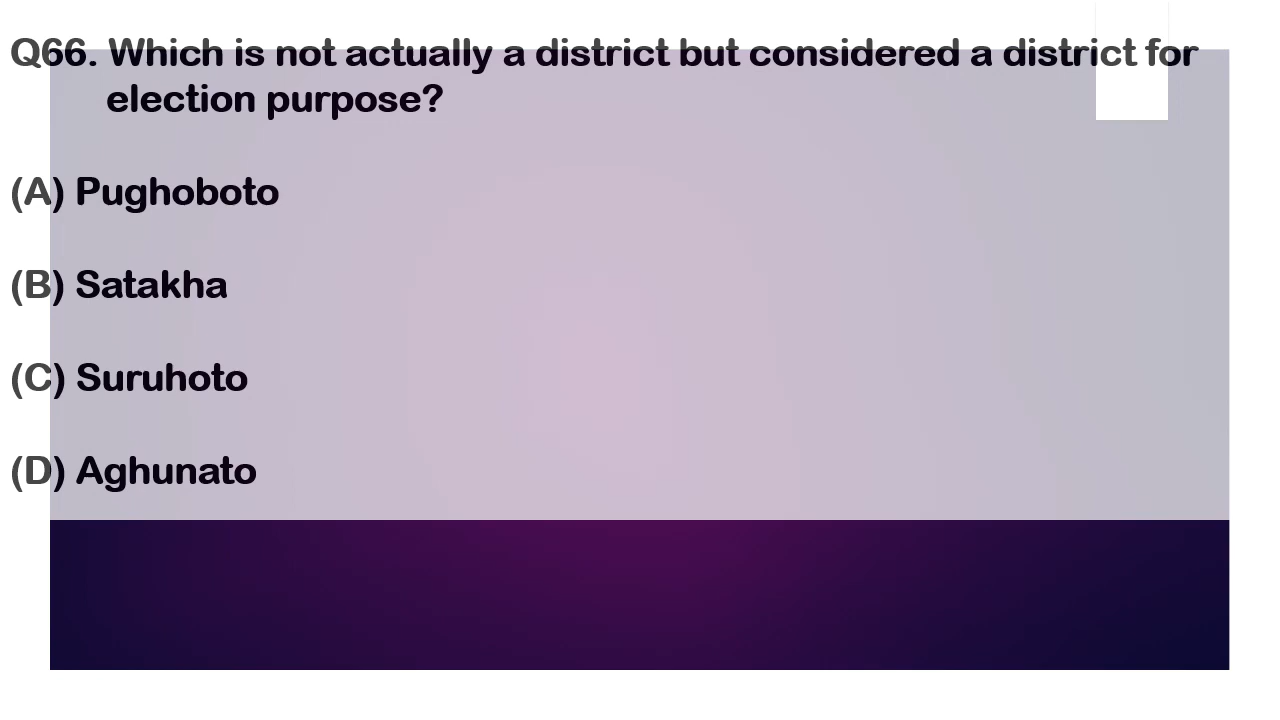 Q66. Which is not actually a district but considered a district for
election purpose?
(A) Pughoboto
(B) Satakha
(C) Suruhoto
(D) Aghunato